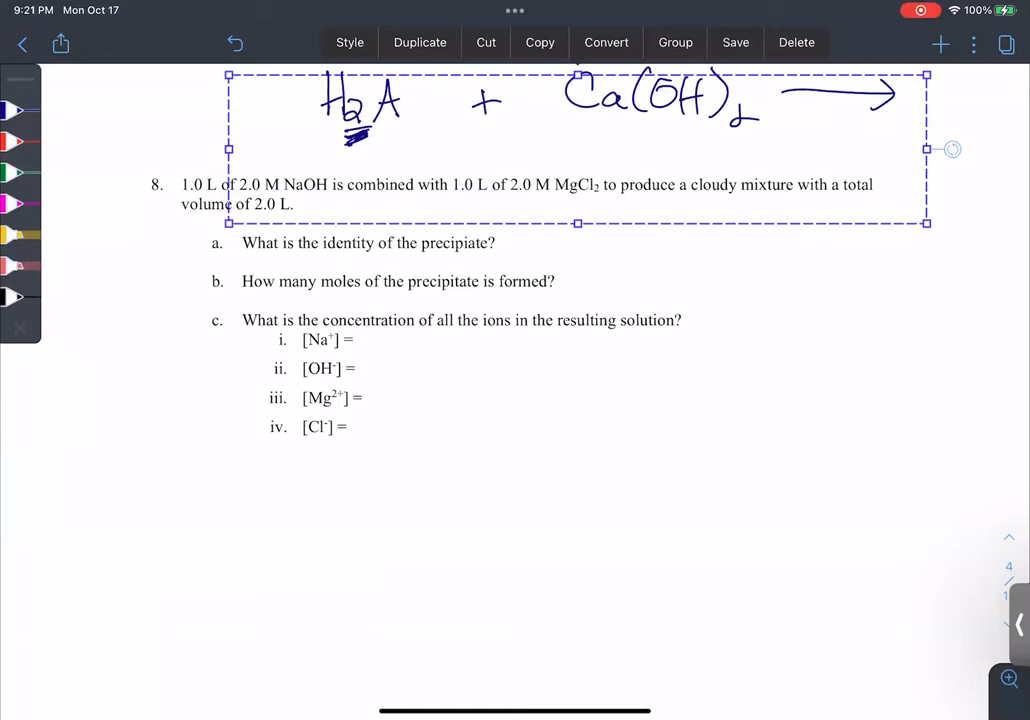 9:21 PM Mon Oct 17
100%
Style Duplicate Cut Copy Convert Group Save Delete
H2A + Ca(OH)2 ⟶
8. 1.0 L of 2.0 M NaOH is combined with 1.0 L of 2.0 M MgCl₂ to produce a cloudy mixture with a total
volume of 2.0 L.
a. What is the identity of the precipiate?
b. How many moles of the precipitate is formed?
c. What is the concentration of all the ions in the resulting solution?
i. [Na⁺] =
ii. [OH⁻] =
iii. [Mg²⁺] =
iv. [Cl⁻] =
4
/
1